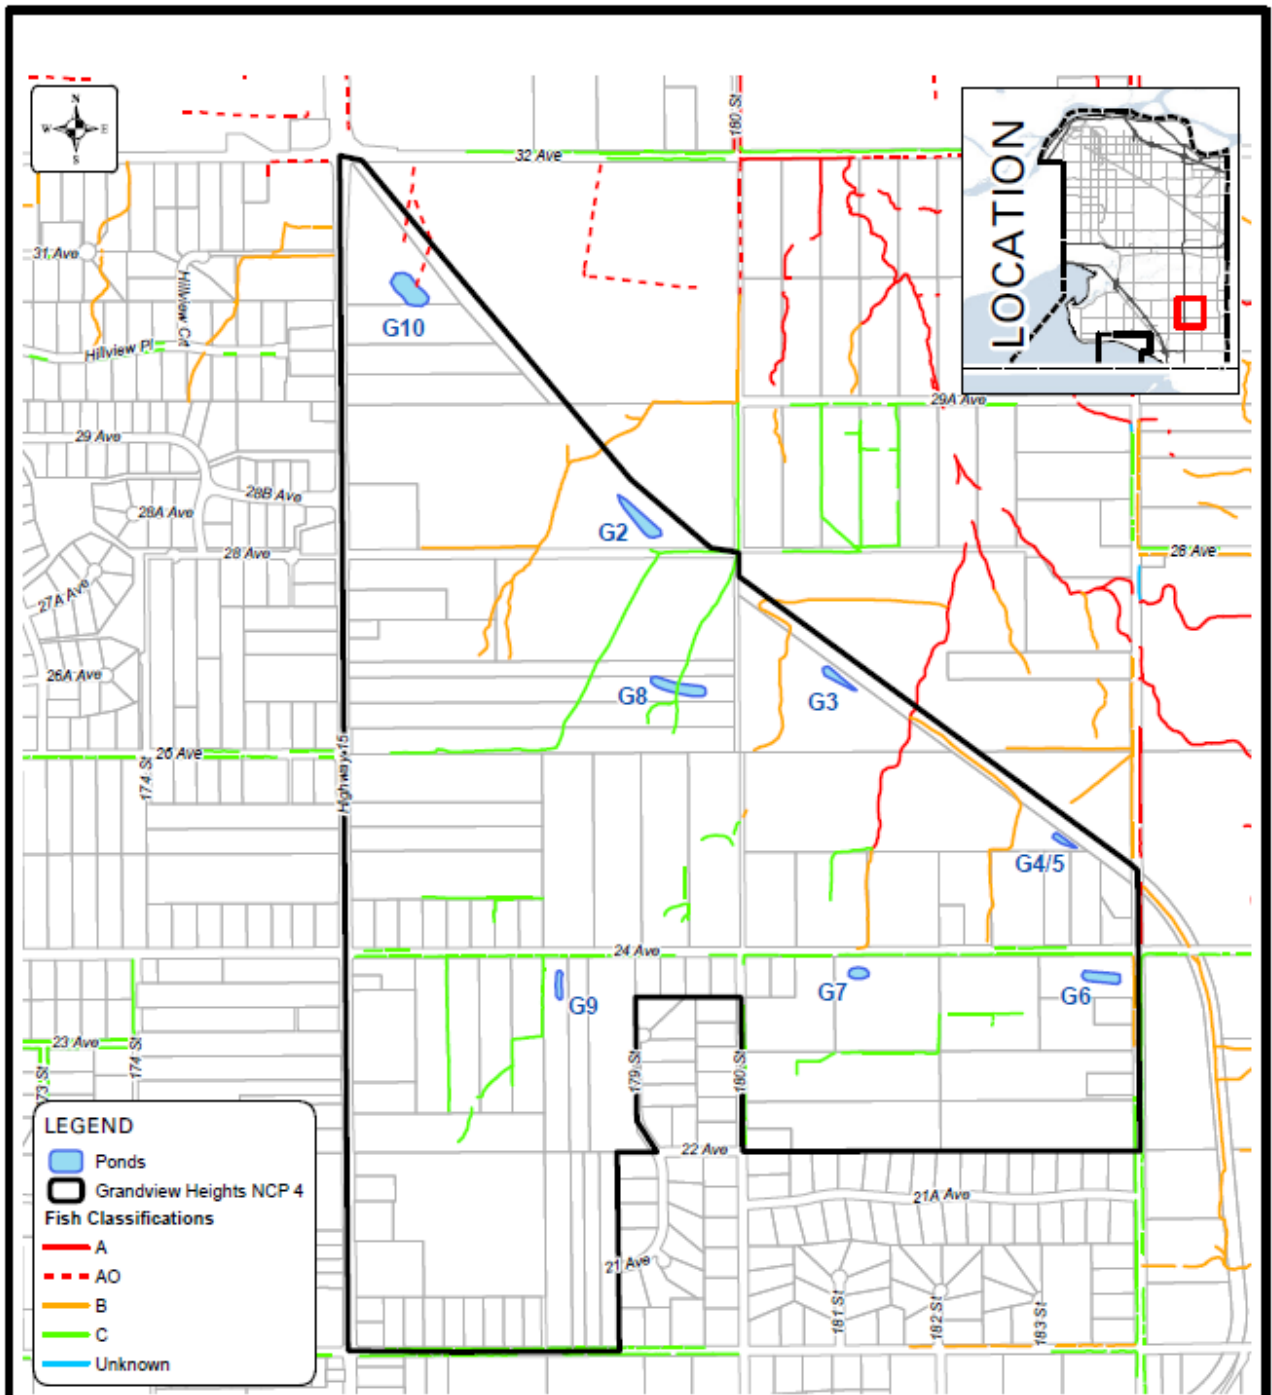 N
W E
S
180 St
32 Ave
LOCATION
31 Ave
Hillview Crt
G10
Hillview Pl
29A Ave
29 Ave
28B Ave
28A Ave
G2
28 Ave
28 Ave
27A Ave
26A Ave
G8
G3
Highway 15
26 Ave
174 St
G4/5
24 Ave
G9
G7
G6
23 Ave
174 St
173 St
179 St
180 St
22 Ave
21A Ave
21 Ave
181 St
182 St
183 St
LEGEND
Ponds
Grandview Heights NCP 4
Fish Classifications
A
AO
B
C
Unknown